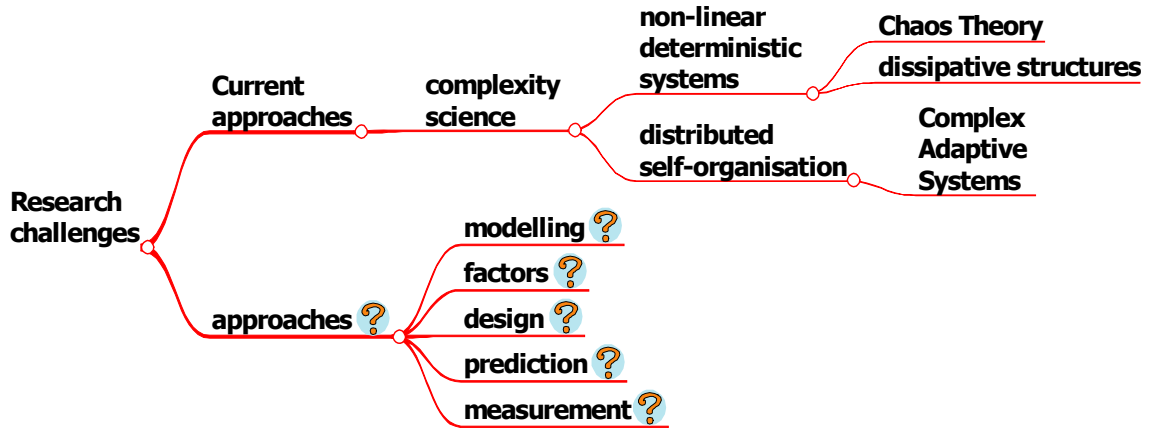 Research
challenges
Current
approaches
complexity
science
non-linear
deterministic
systems
Chaos Theory
dissipative structures
distributed
self-organisation
Complex
Adaptive
Systems
approaches ?
modelling ?
factors ?
design ?
prediction ?
measurement ?